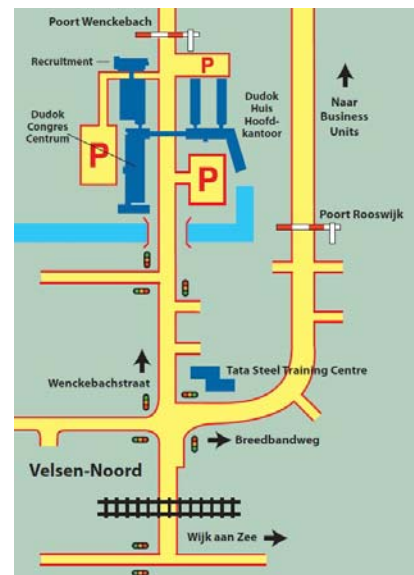 Poort Wenckebach
Recruitment
P
Dudok
Huis
Hoofd-
kantoor
Naar
Business
Units
Dudok
Congres
Centrum
P
P
Poort Rooswijk
Tata Steel Training Centre
Wenckebachstraat
Breedbandweg
Velsen-Noord
Wijk aan Zee